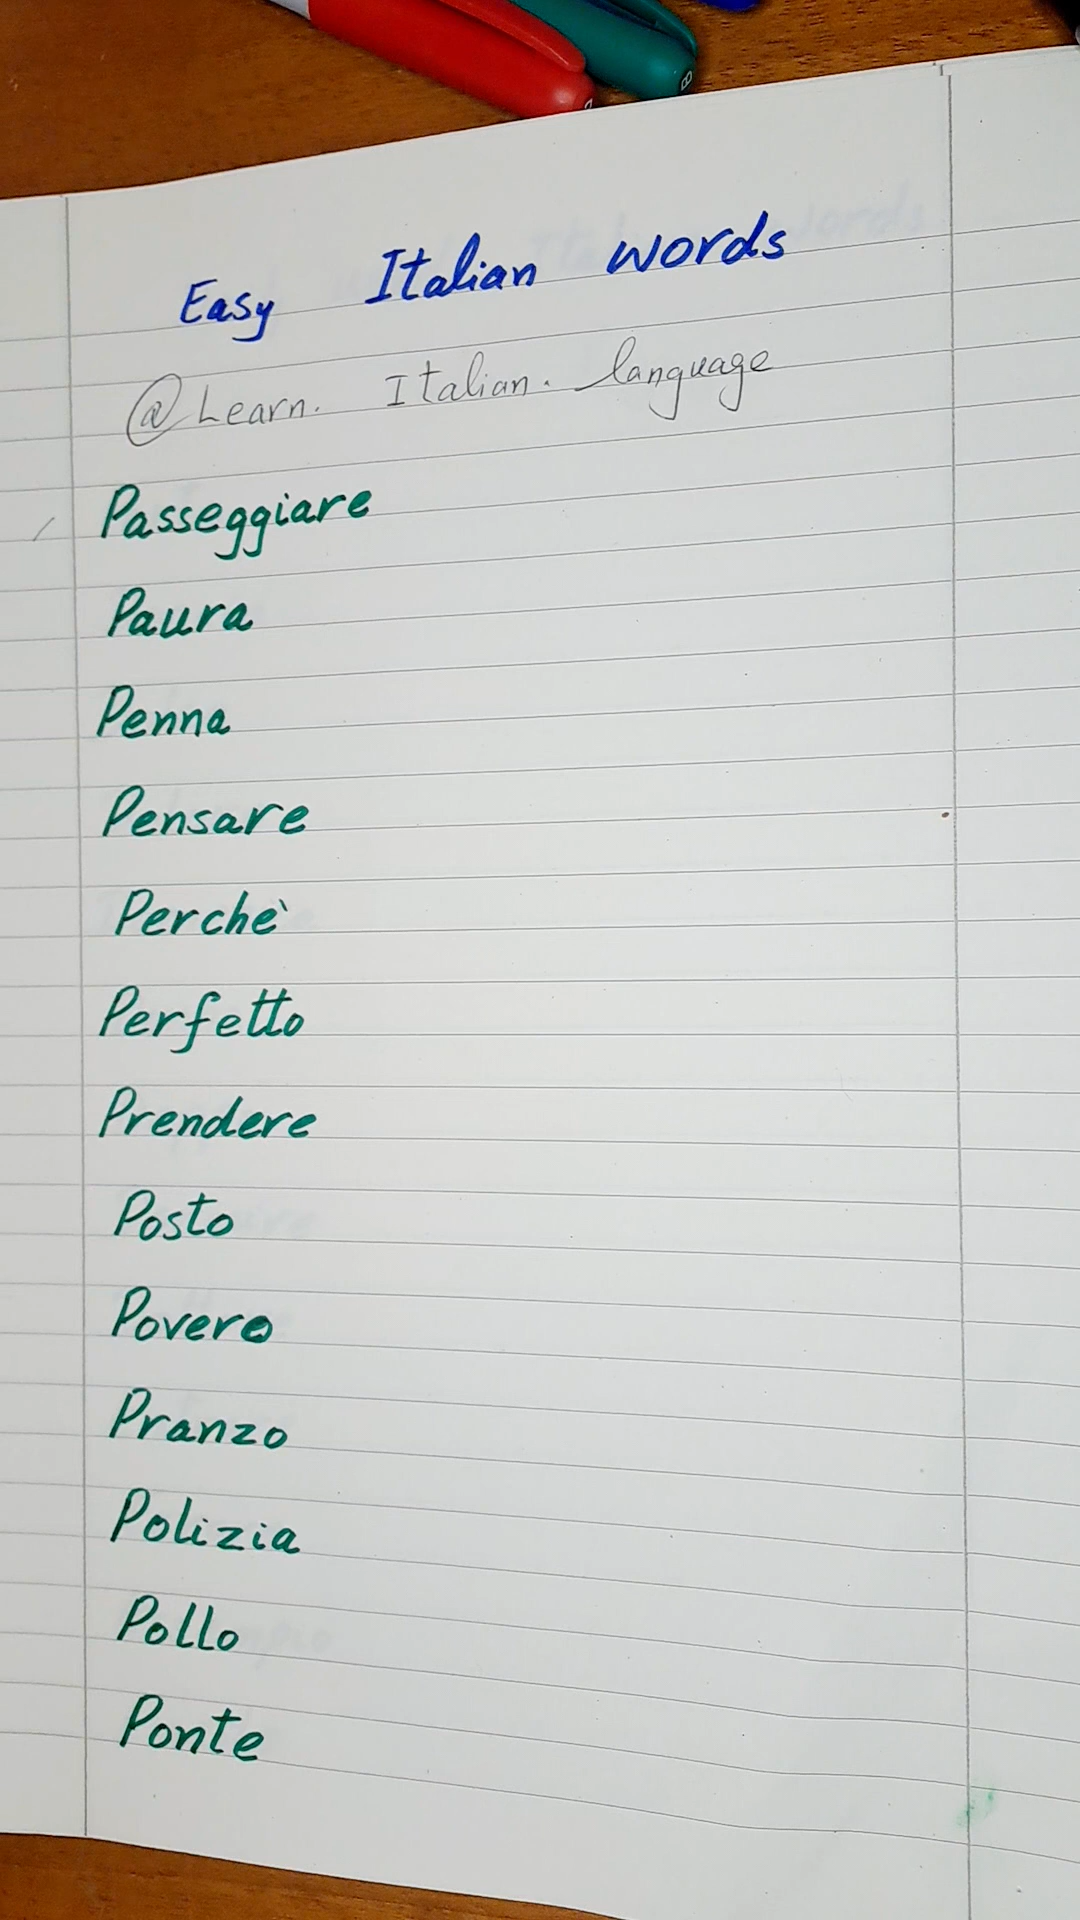 Easy Italian words
@Learn. Italian. language
Passeggiare
Paura
Penna
Pensare
Perchè
Perfetto
Prendere
Posto
Povero
Pranzo
Polizia
Pollo
Ponte